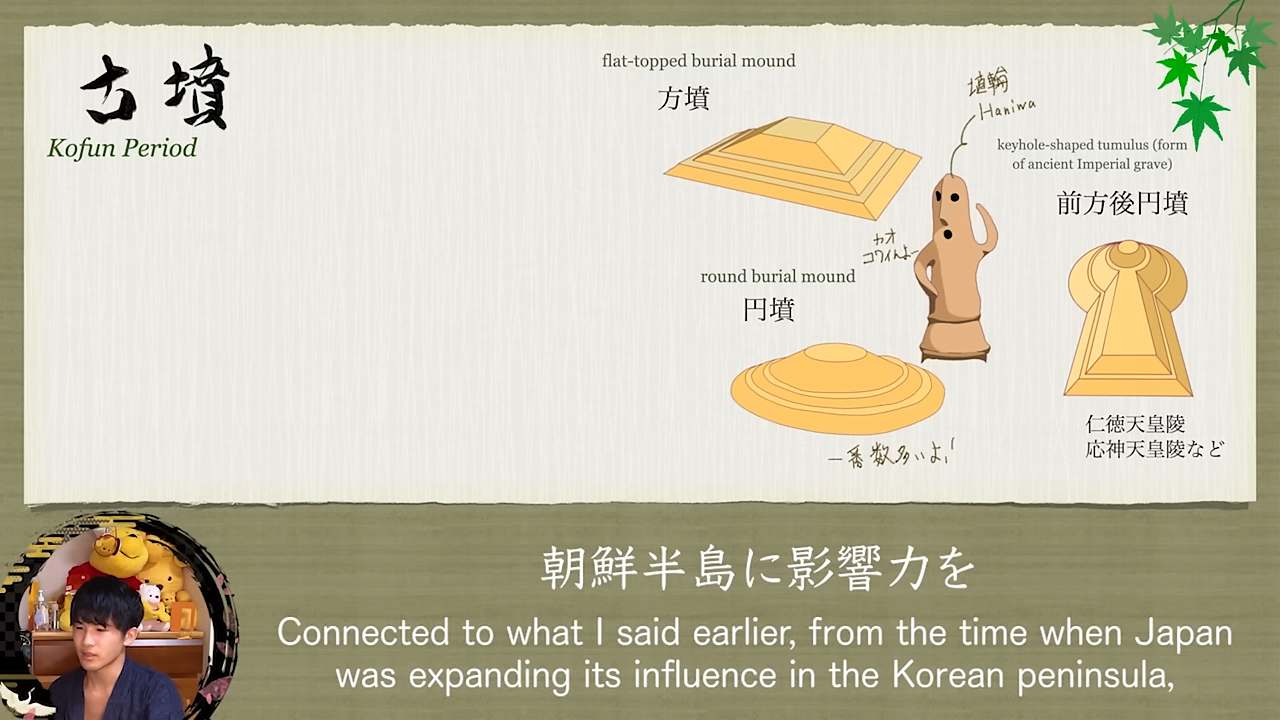 古墳
Kofun Period
flat-topped burial mound
方墳
埴輪
Haniwa
keyhole-shaped tumulus (form
of ancient Imperial grave)
前方後円墳
カオ
コワイんよー
round burial mound
円墳
一番数多いよ!
仁徳天皇陵
応神天皇陵など
朝鮮半島に影響力を
Connected to what I said earlier, from the time when Japan
was expanding its influence in the Korean peninsula,